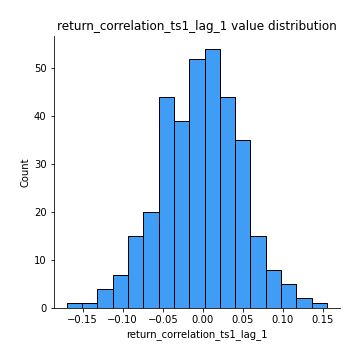 return_correlation_ts1_lag_1 value distribution
Count
50
40
30
20
10
0
−0.15 −0.10 −0.05 0.00 0.05 0.10 0.15
return_correlation_ts1_lag_1